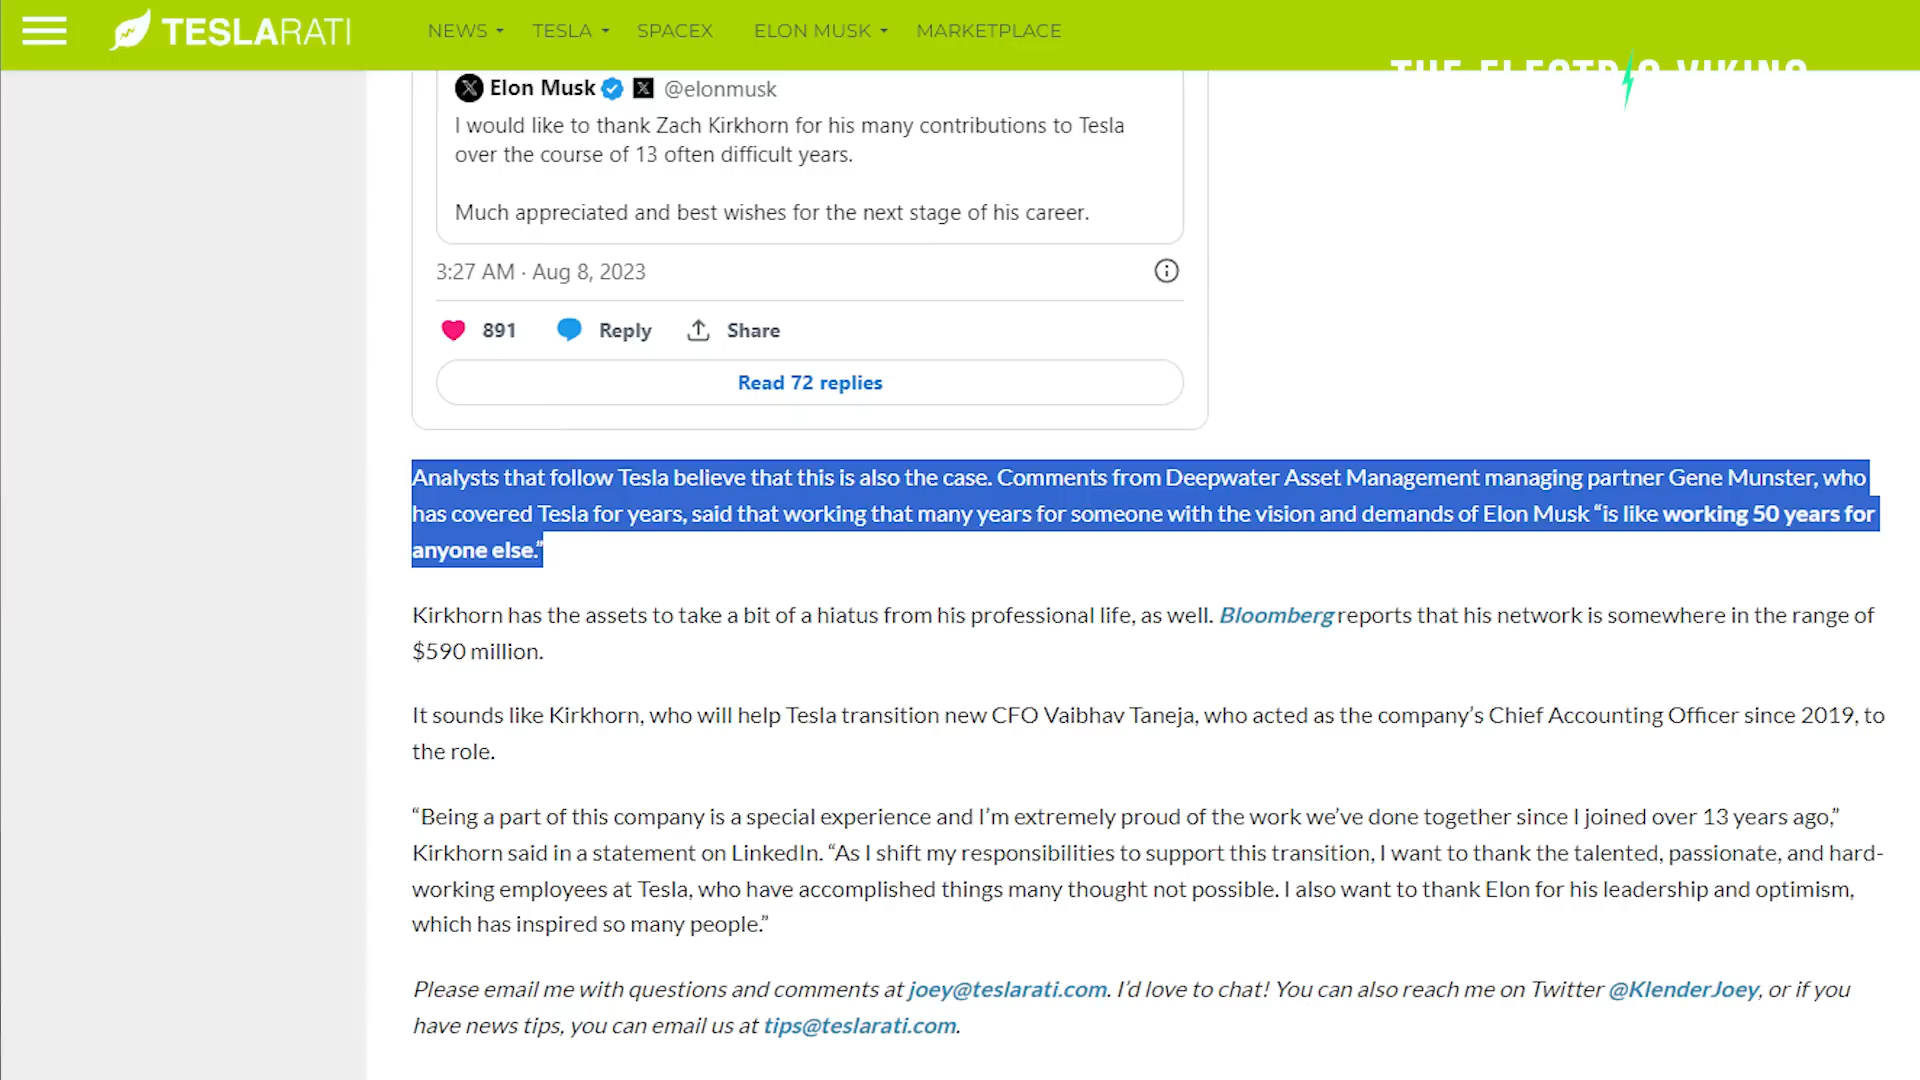 TESLARATI
NEWS TESLA SPACEX ELON MUSK MARKETPLACE
THE ELECTRIC VIKING
Elon Musk @elonmusk
I would like to thank Zach Kirkhorn for his many contributions to Tesla
over the course of 13 often difficult years.
Much appreciated and best wishes for the next stage of his career.
3:27 AM · Aug 8, 2023
891 Reply Share
Read 72 replies
Analysts that follow Tesla believe that this is also the case. Comments from Deepwater Asset Management managing partner Gene Munster, who
has covered Tesla for years, said that working that many years for someone with the vision and demands of Elon Musk “is like working 50 years for
anyone else.”
Kirkhorn has the assets to take a bit of a hiatus from his professional life, as well. Bloomberg reports that his network is somewhere in the range of
$590 million.
It sounds like Kirkhorn, who will help Tesla transition new CFO Vaibhav Taneja, who acted as the company’s Chief Accounting Officer since 2019, to
the role.
“Being a part of this company is a special experience and I’m extremely proud of the work we’ve done together since I joined over 13 years ago,”
Kirkhorn said in a statement on LinkedIn. “As I shift my responsibilities to support this transition, I want to thank the talented, passionate, and hard-
working employees at Tesla, who have accomplished things many thought not possible. I also want to thank Elon for his leadership and optimism,
which has inspired so many people.”
Please email me with questions and comments at joey@teslarati.com. I’d love to chat! You can also reach me on Twitter @KlenderJoey, or if you
have news tips, you can email us at tips@teslarati.com.